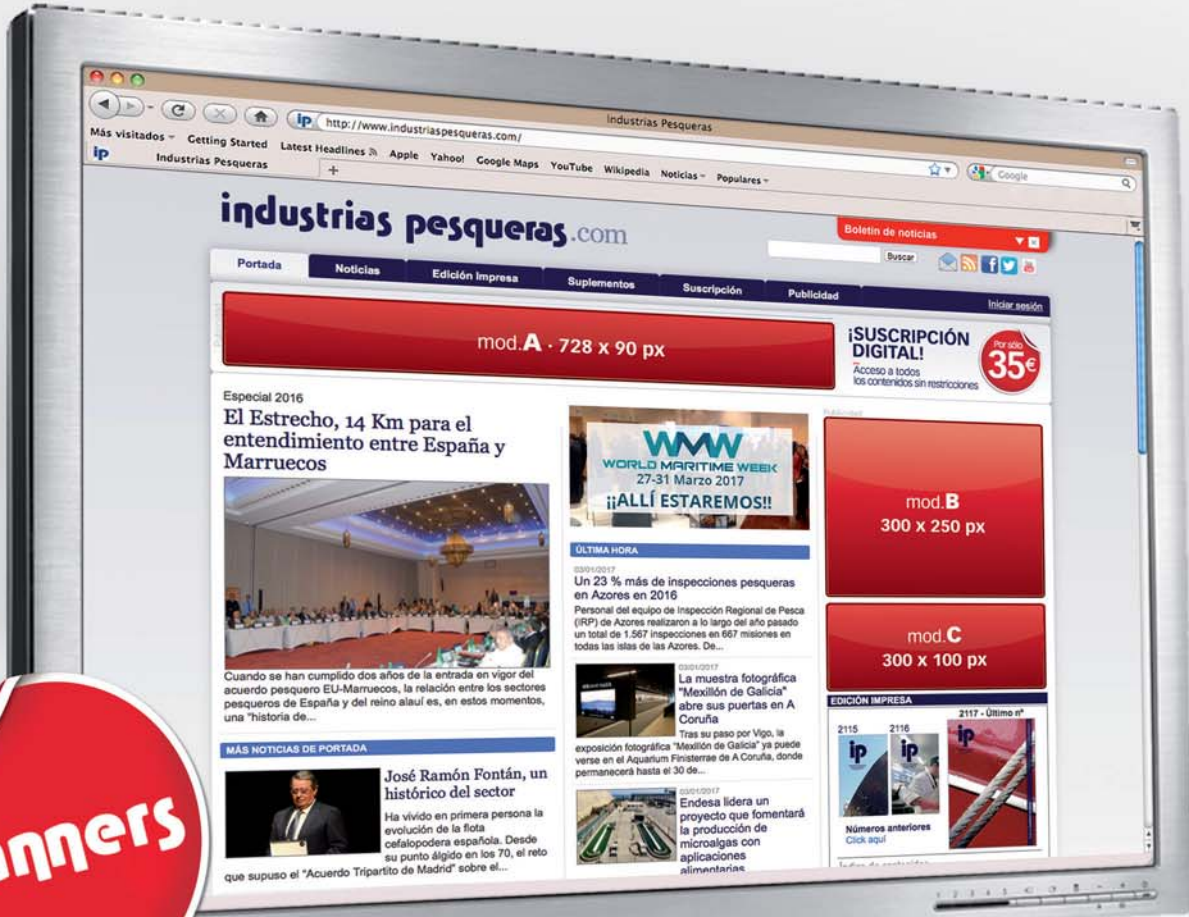 Industrias Pesqueras
http://www.industriaspesqueras.com/
Google
Más visitados
Getting Started
Latest Headlines
Apple
Yahoo!
Google Maps
YouTube
Wikipedia
Noticias
Populares
ip
Industrias Pesqueras
+
industrias pesqueras.com
Boletin de noticias
Buscar
Portada
Noticias
Edición Impresa
Suplementos
Suscripción
Publicidad
Iniciar sesión
mod.A · 728 x 90 px
¡SUSCRIPCIÓN
DIGITAL!
Acceso a todos
los contenidos sin restricciones
Por sólo
35€
Especial 2016
El Estrecho, 14 Km para el
entendimiento entre España y
Marruecos
Cuando se han cumplido dos años de la entrada en vigor del
acuerdo pesquero EU-Marruecos, la relación entre los sectores
pesqueros de España y del reino alauí es, en estos momentos,
una "historia de...
MÁS NOTICIAS DE PORTADA
José Ramón Fontán, un
histórico del sector
Ha vivido en primera persona la
evolución de la flota
cefalopodera española. Desde
su punto álgido en los 70, el reto
que supuso el "Acuerdo Tripartito de Madrid" sobre el...
WMW
WORLD MARITIME WEEK
27-31 Marzo 2017
¡¡ALLÍ ESTAREMOS!!
ÚLTIMA HORA
03/01/2017
Un 23 % más de inspecciones pesqueras
en Azores en 2016
Personal del equipo de Inspección Regional de Pesca
(IRP) de Azores realizaron a lo largo del año pasado
un total de 1.567 inspecciones en 667 misiones en
todas las islas de las Azores. De...
03/01/2017
La muestra fotográfica
"Mexillón de Galicia"
abre sus puertas en A
Coruña
Tras su paso por Vigo, la
exposición fotográfica "Mexillón de Galicia" ya puede
verse en el Aquarium Finisterrae de A Coruña, donde
permanecerá hasta el 30 de...
03/01/2017
Endesa lidera un
proyecto que fomentará
la producción de
microalgas con
aplicaciones
alimentarias
Publicidad
mod.B
300 x 250 px
mod.C
300 x 100 px
EDICIÓN IMPRESA
2115
2116
2117 - Último nº
ip
ip
ip
Números anteriores
Click aquí
Índice de contenidos
nners